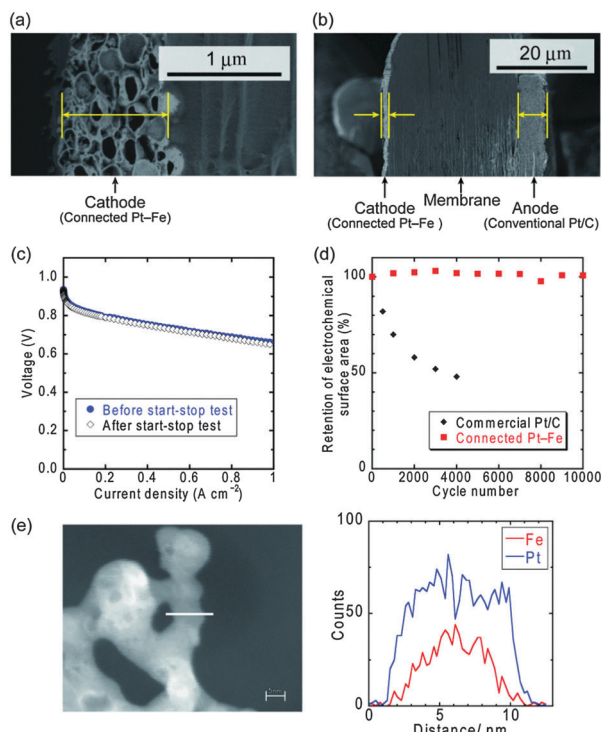 (a)
1 μm
Cathode
(Connected Pt–Fe)
(b)
20 μm
Cathode
(Connected Pt–Fe )
Membrane
Anode
(Conventional Pt/C)
(c)
1.0
0.8
0.6
0.4
0.2
0.0
Voltage (V)
Before start-stop test
After start-stop test
0 0.2 0.4 0.6 0.8 1
Current density (A cm⁻²)
(d)
100
50
0
Retention of electrochemical
surface area (%)
Commercial Pt/C
Connected Pt–Fe
0 2000 4000 6000 8000 10000
Cycle number
(e)
100
50
0
Counts
Fe
Pt
0 5 10
Distance/ nm